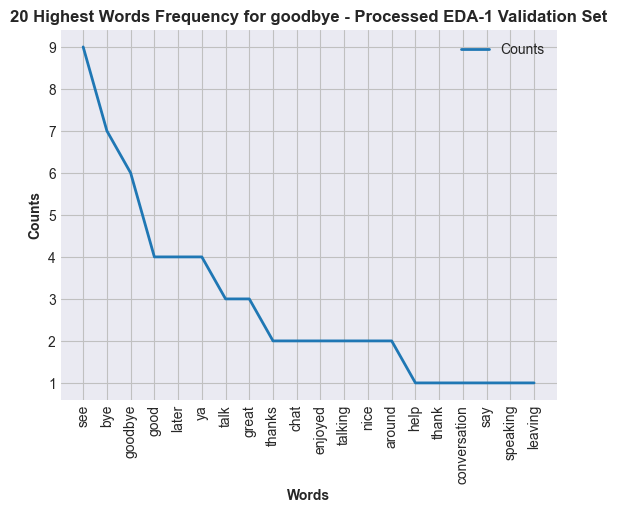 20 Highest Words Frequency for goodbye - Processed EDA-1 Validation Set
Counts
9
8
7
6
5
4
3
2
1
Counts
see
bye
goodbye
good
later
ya
talk
great
thanks
chat
enjoyed
talking
nice
around
help
thank
conversation
say
speaking
leaving
Words